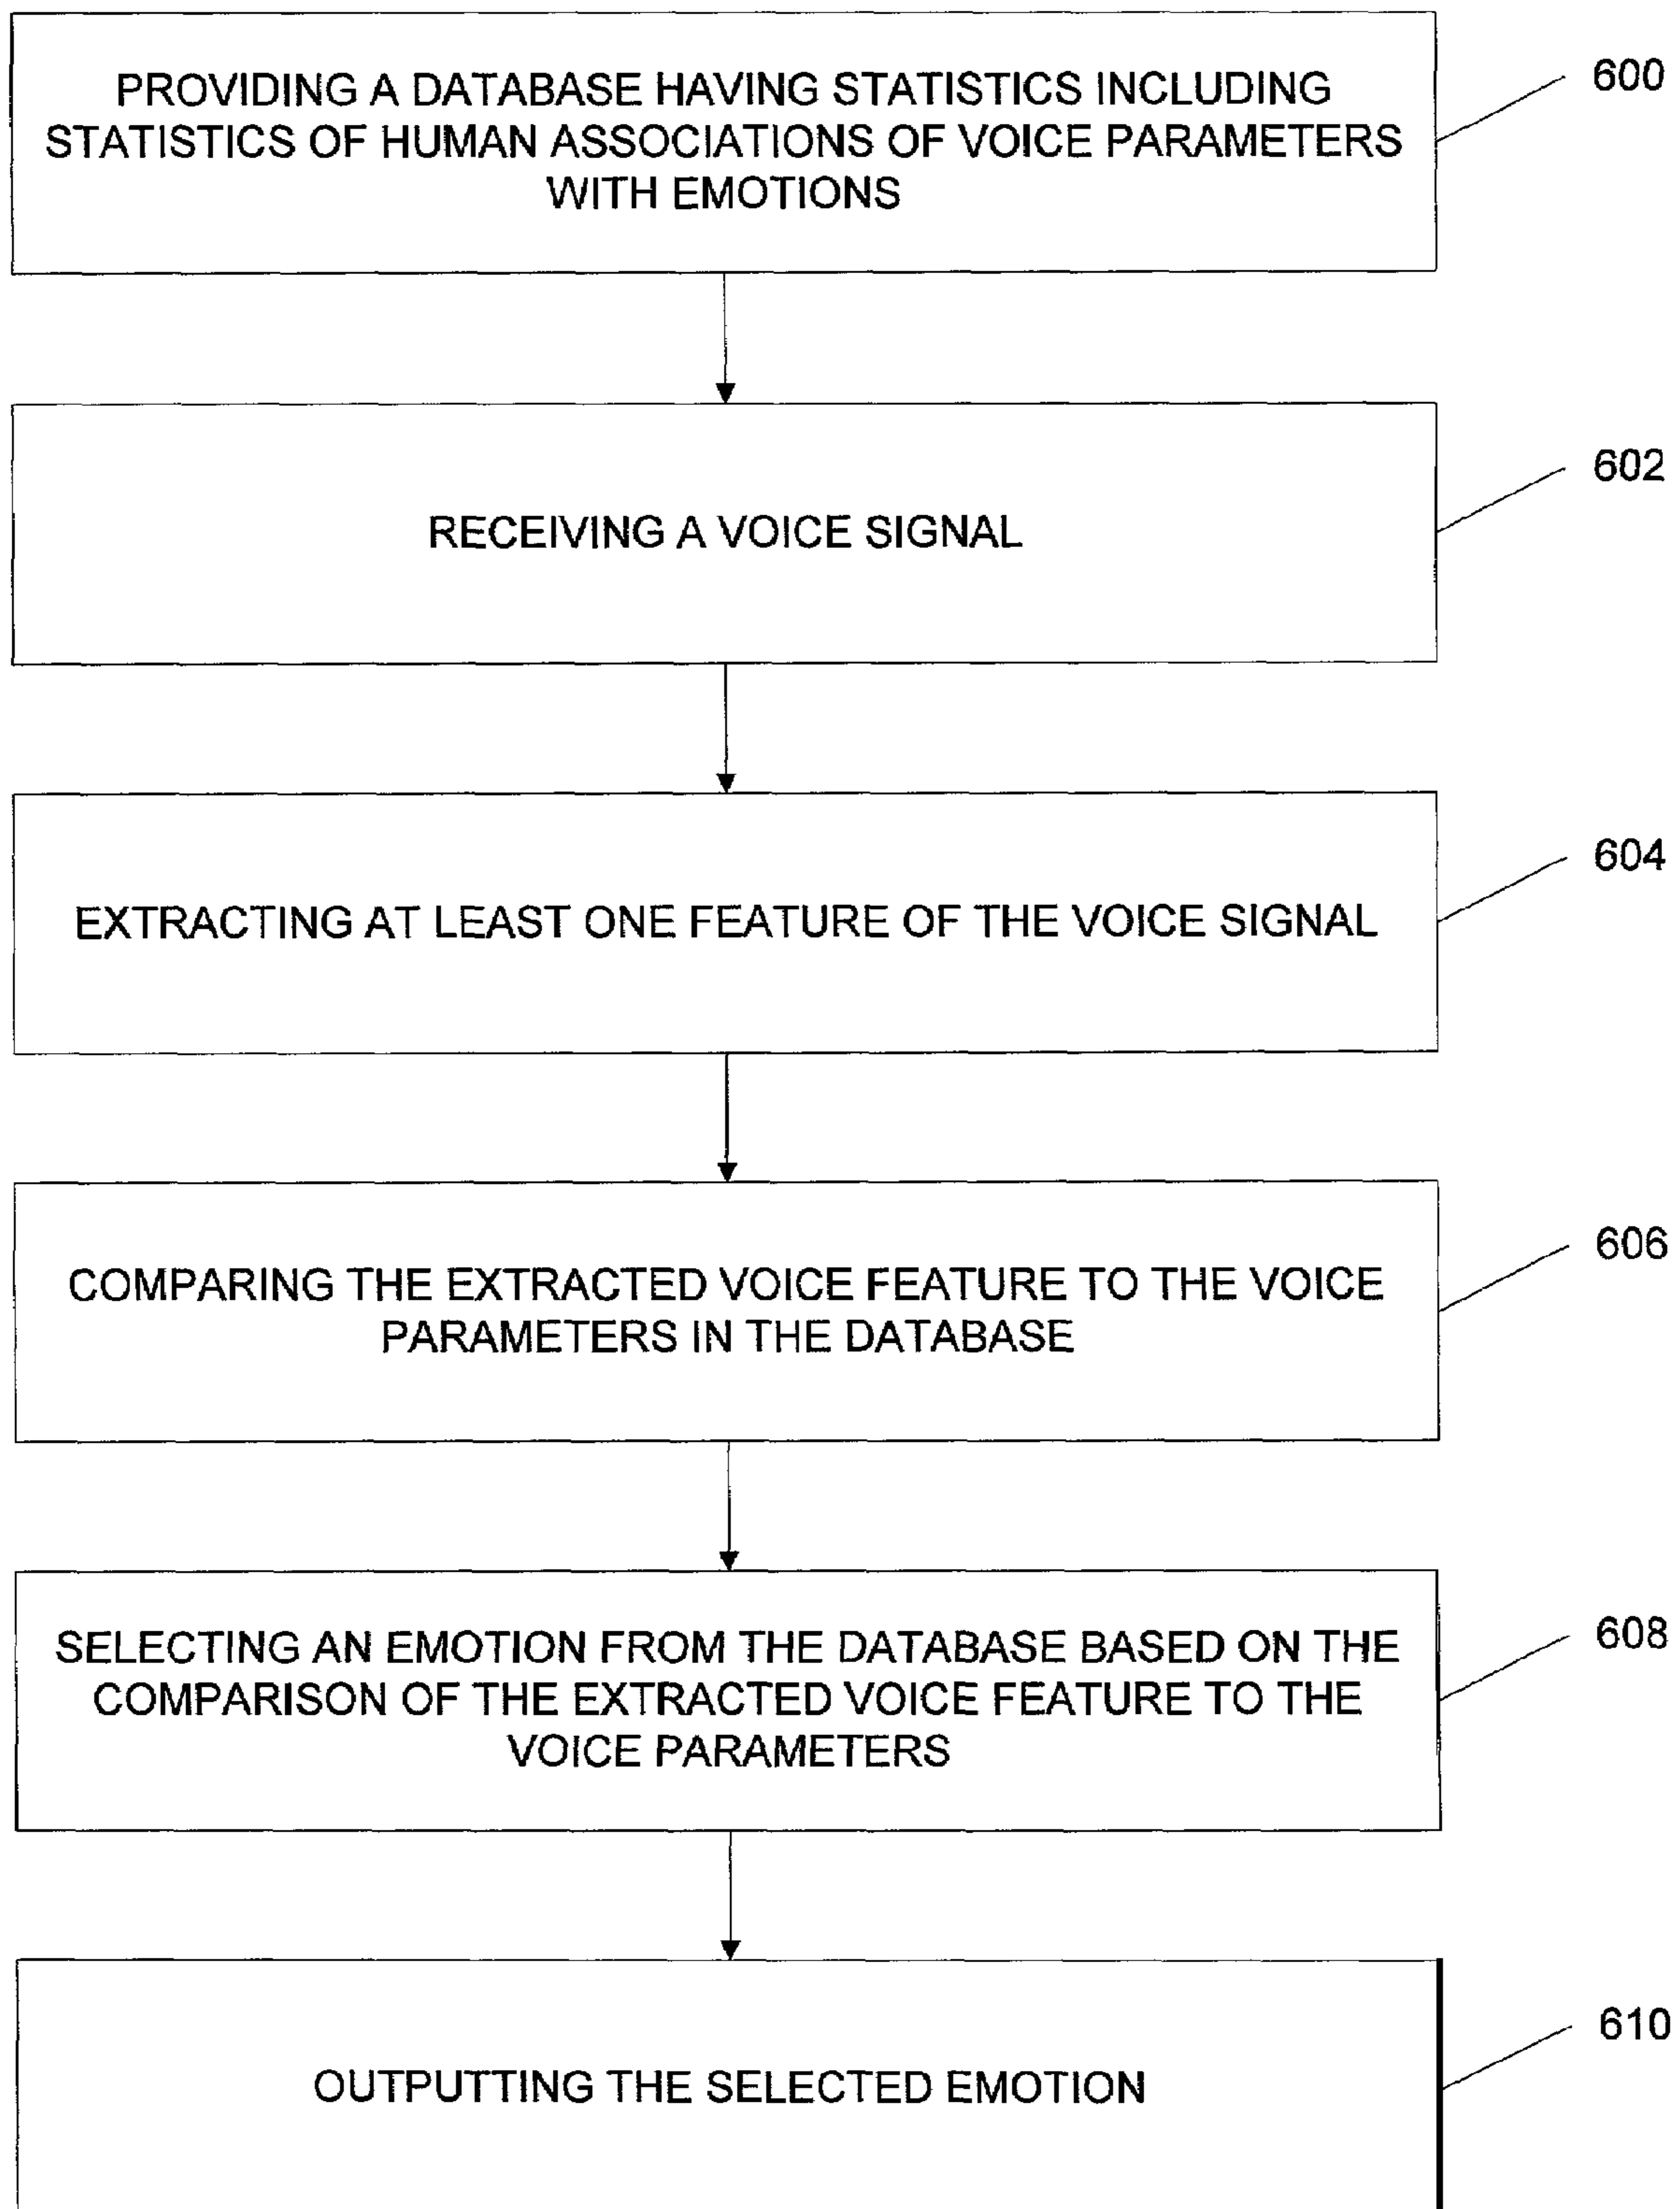 PROVIDING A DATABASE HAVING STATISTICS INCLUDING
STATISTICS OF HUMAN ASSOCIATIONS OF VOICE PARAMETERS
WITH EMOTIONS
600
RECEIVING A VOICE SIGNAL
602
EXTRACTING AT LEAST ONE FEATURE OF THE VOICE SIGNAL
604
COMPARING THE EXTRACTED VOICE FEATURE TO THE VOICE
PARAMETERS IN THE DATABASE
606
SELECTING AN EMOTION FROM THE DATABASE BASED ON THE
COMPARISON OF THE EXTRACTED VOICE FEATURE TO THE
VOICE PARAMETERS
608
OUTPUTTING THE SELECTED EMOTION
610